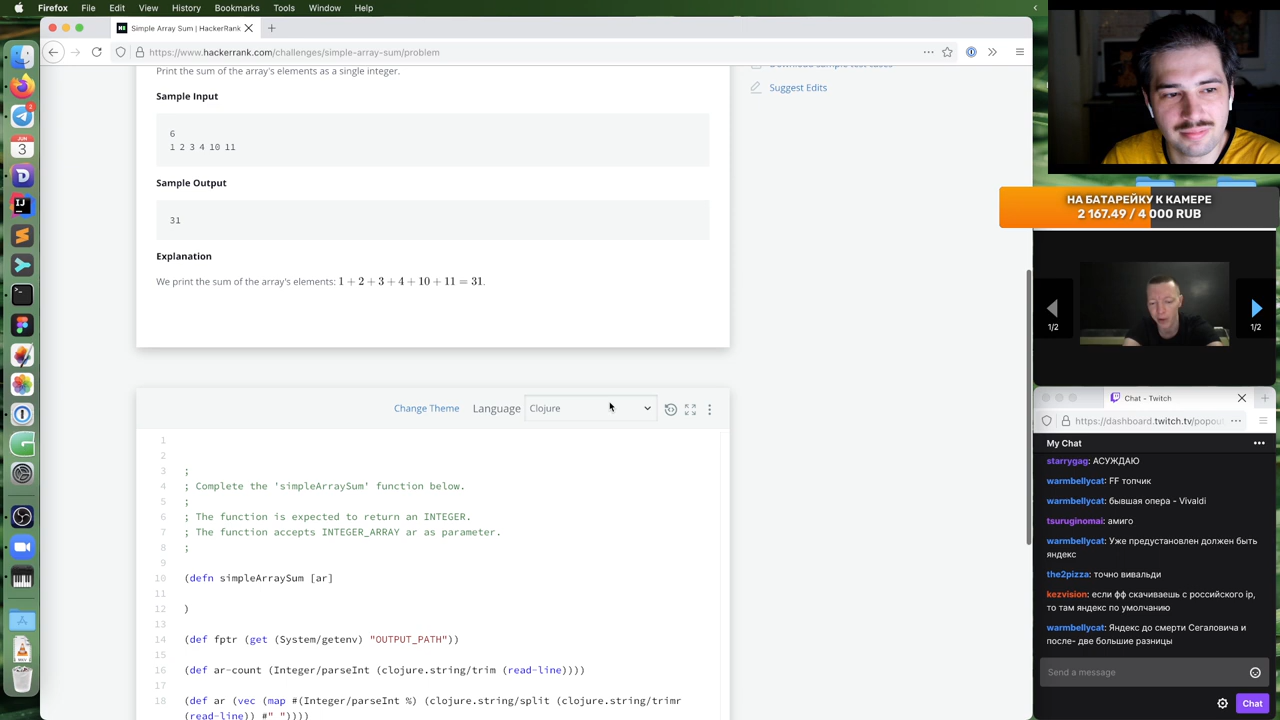 Firefox File Edit View History Bookmarks Tools Window Help
Simple Array Sum | HackerRank
https://www.hackerrank.com/challenges/simple-array-sum/problem
Print the sum of the array's elements as a single integer.
Suggest Edits
Sample Input
6
1 2 3 4 10 11
Sample Output
31
Explanation
We print the sum of the array's elements: 1 + 2 + 3 + 4 + 10 + 11 = 31.
Change Theme Language Clojure
1
2
3 ;
4 ; Complete the 'simpleArraySum' function below.
5 ;
6 ; The function is expected to return an INTEGER.
7 ; The function accepts INTEGER_ARRAY ar as parameter.
8 ;
9
10 (defn simpleArraySum [ar]
11
12 )
13
14 (def fptr (get (System/getenv) "OUTPUT_PATH"))
15
16 (def ar-count (Integer/parseInt (clojure.string/trim (read-line))))
17
18 (def ar (vec (map #(Integer/parseInt %) (clojure.string/split (clojure.string/trimr
(read-line)) #" "))))
JUN
3
НА БАТАРЕЙКУ К КАМЕРЕ
2 167.49 / 4 000 RUB
1/2
1/2
Chat - Twitch
https://dashboard.twitch.tv/popout
My Chat
starrygag: АСУЖДАЮ
warmbellycat: FF топчик
warmbellycat: бывшая опера - Vivaldi
tsuruginomai: амиго
warmbellycat: Уже предустановлен должен быть
яндекс
the2pizza: точно вивальди
kezvision: если фф скачиваешь с российского ip,
то там яндекс по умолчанию
warmbellycat: Яндекс до смерти Сегаловича и
после- две большие разницы
Send a message
Chat